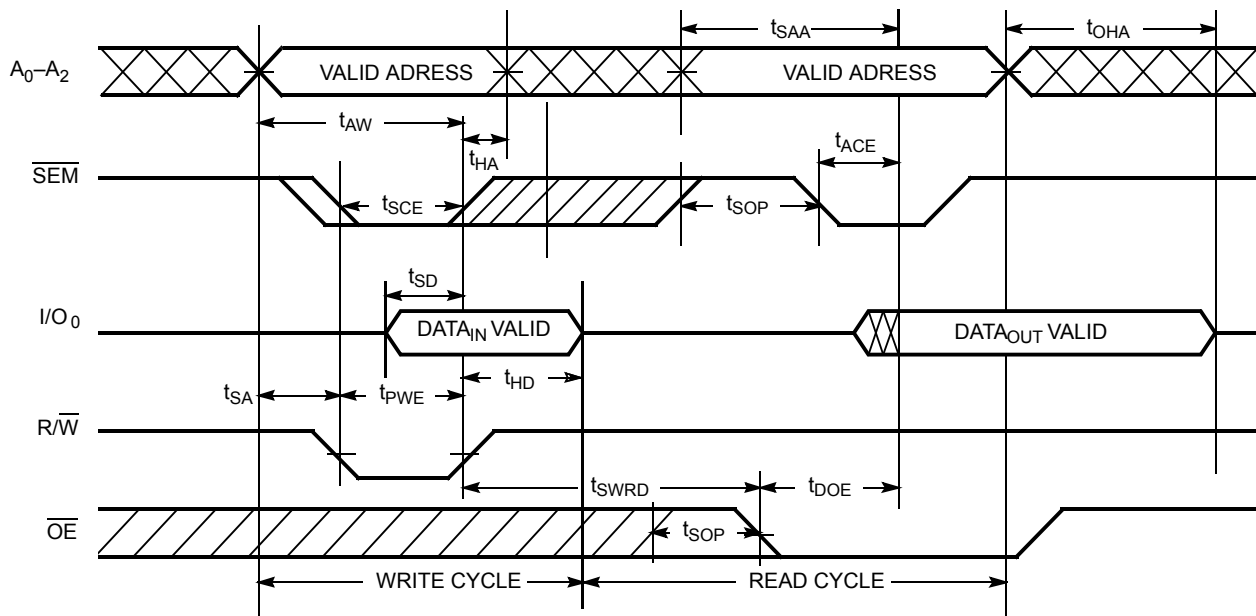 tSAA
tOHA
A0–A2
VALID ADRESS
VALID ADRESS
tAW
tHA
tACE
SEM
tSCE
tSOP
tSD
I/O0
DATAIN VALID
DATAOUT VALID
tSA
tPWE
tHD
R/W
tSWRD
tDOE
OE
tSOP
WRITE CYCLE
READ CYCLE